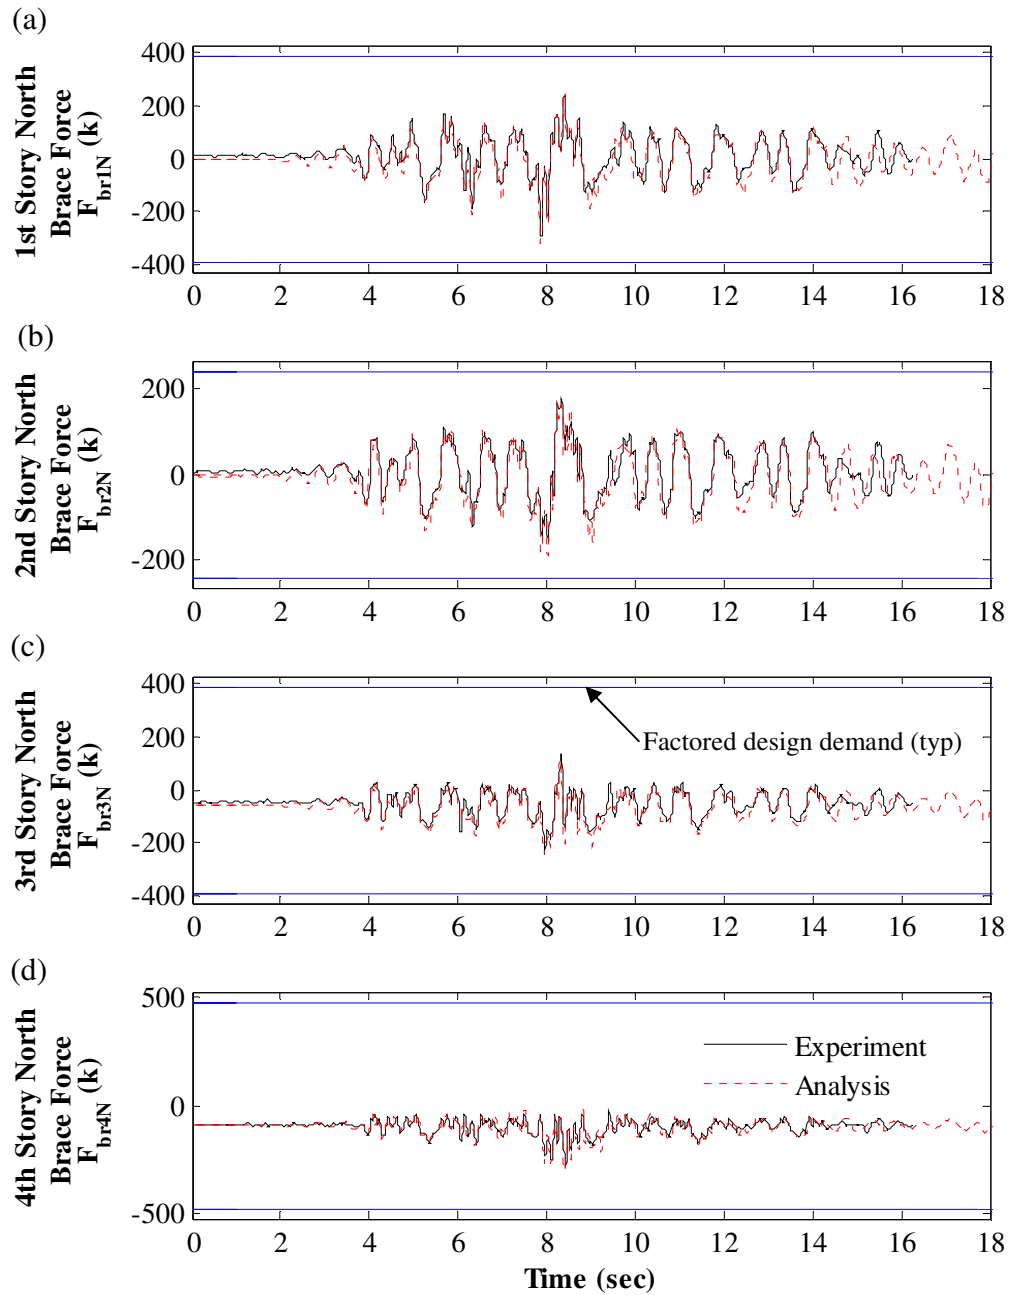 (a)
1st Story North
Brace Force
F_br1N (k)
400
200
0
-200
-400
0 2 4 6 8 10 12 14 16 18
(b)
2nd Story North
Brace Force
F_br2N (k)
200
0
-200
0 2 4 6 8 10 12 14 16 18
(c)
3rd Story North
Brace Force
F_br3N (k)
400
200
0
-200
-400
Factored design demand (typ)
0 2 4 6 8 10 12 14 16 18
(d)
4th Story North
Brace Force
F_br4N (k)
500
0
-500
Experiment
Analysis
0 2 4 6 8 10 12 14 16 18
Time (sec)